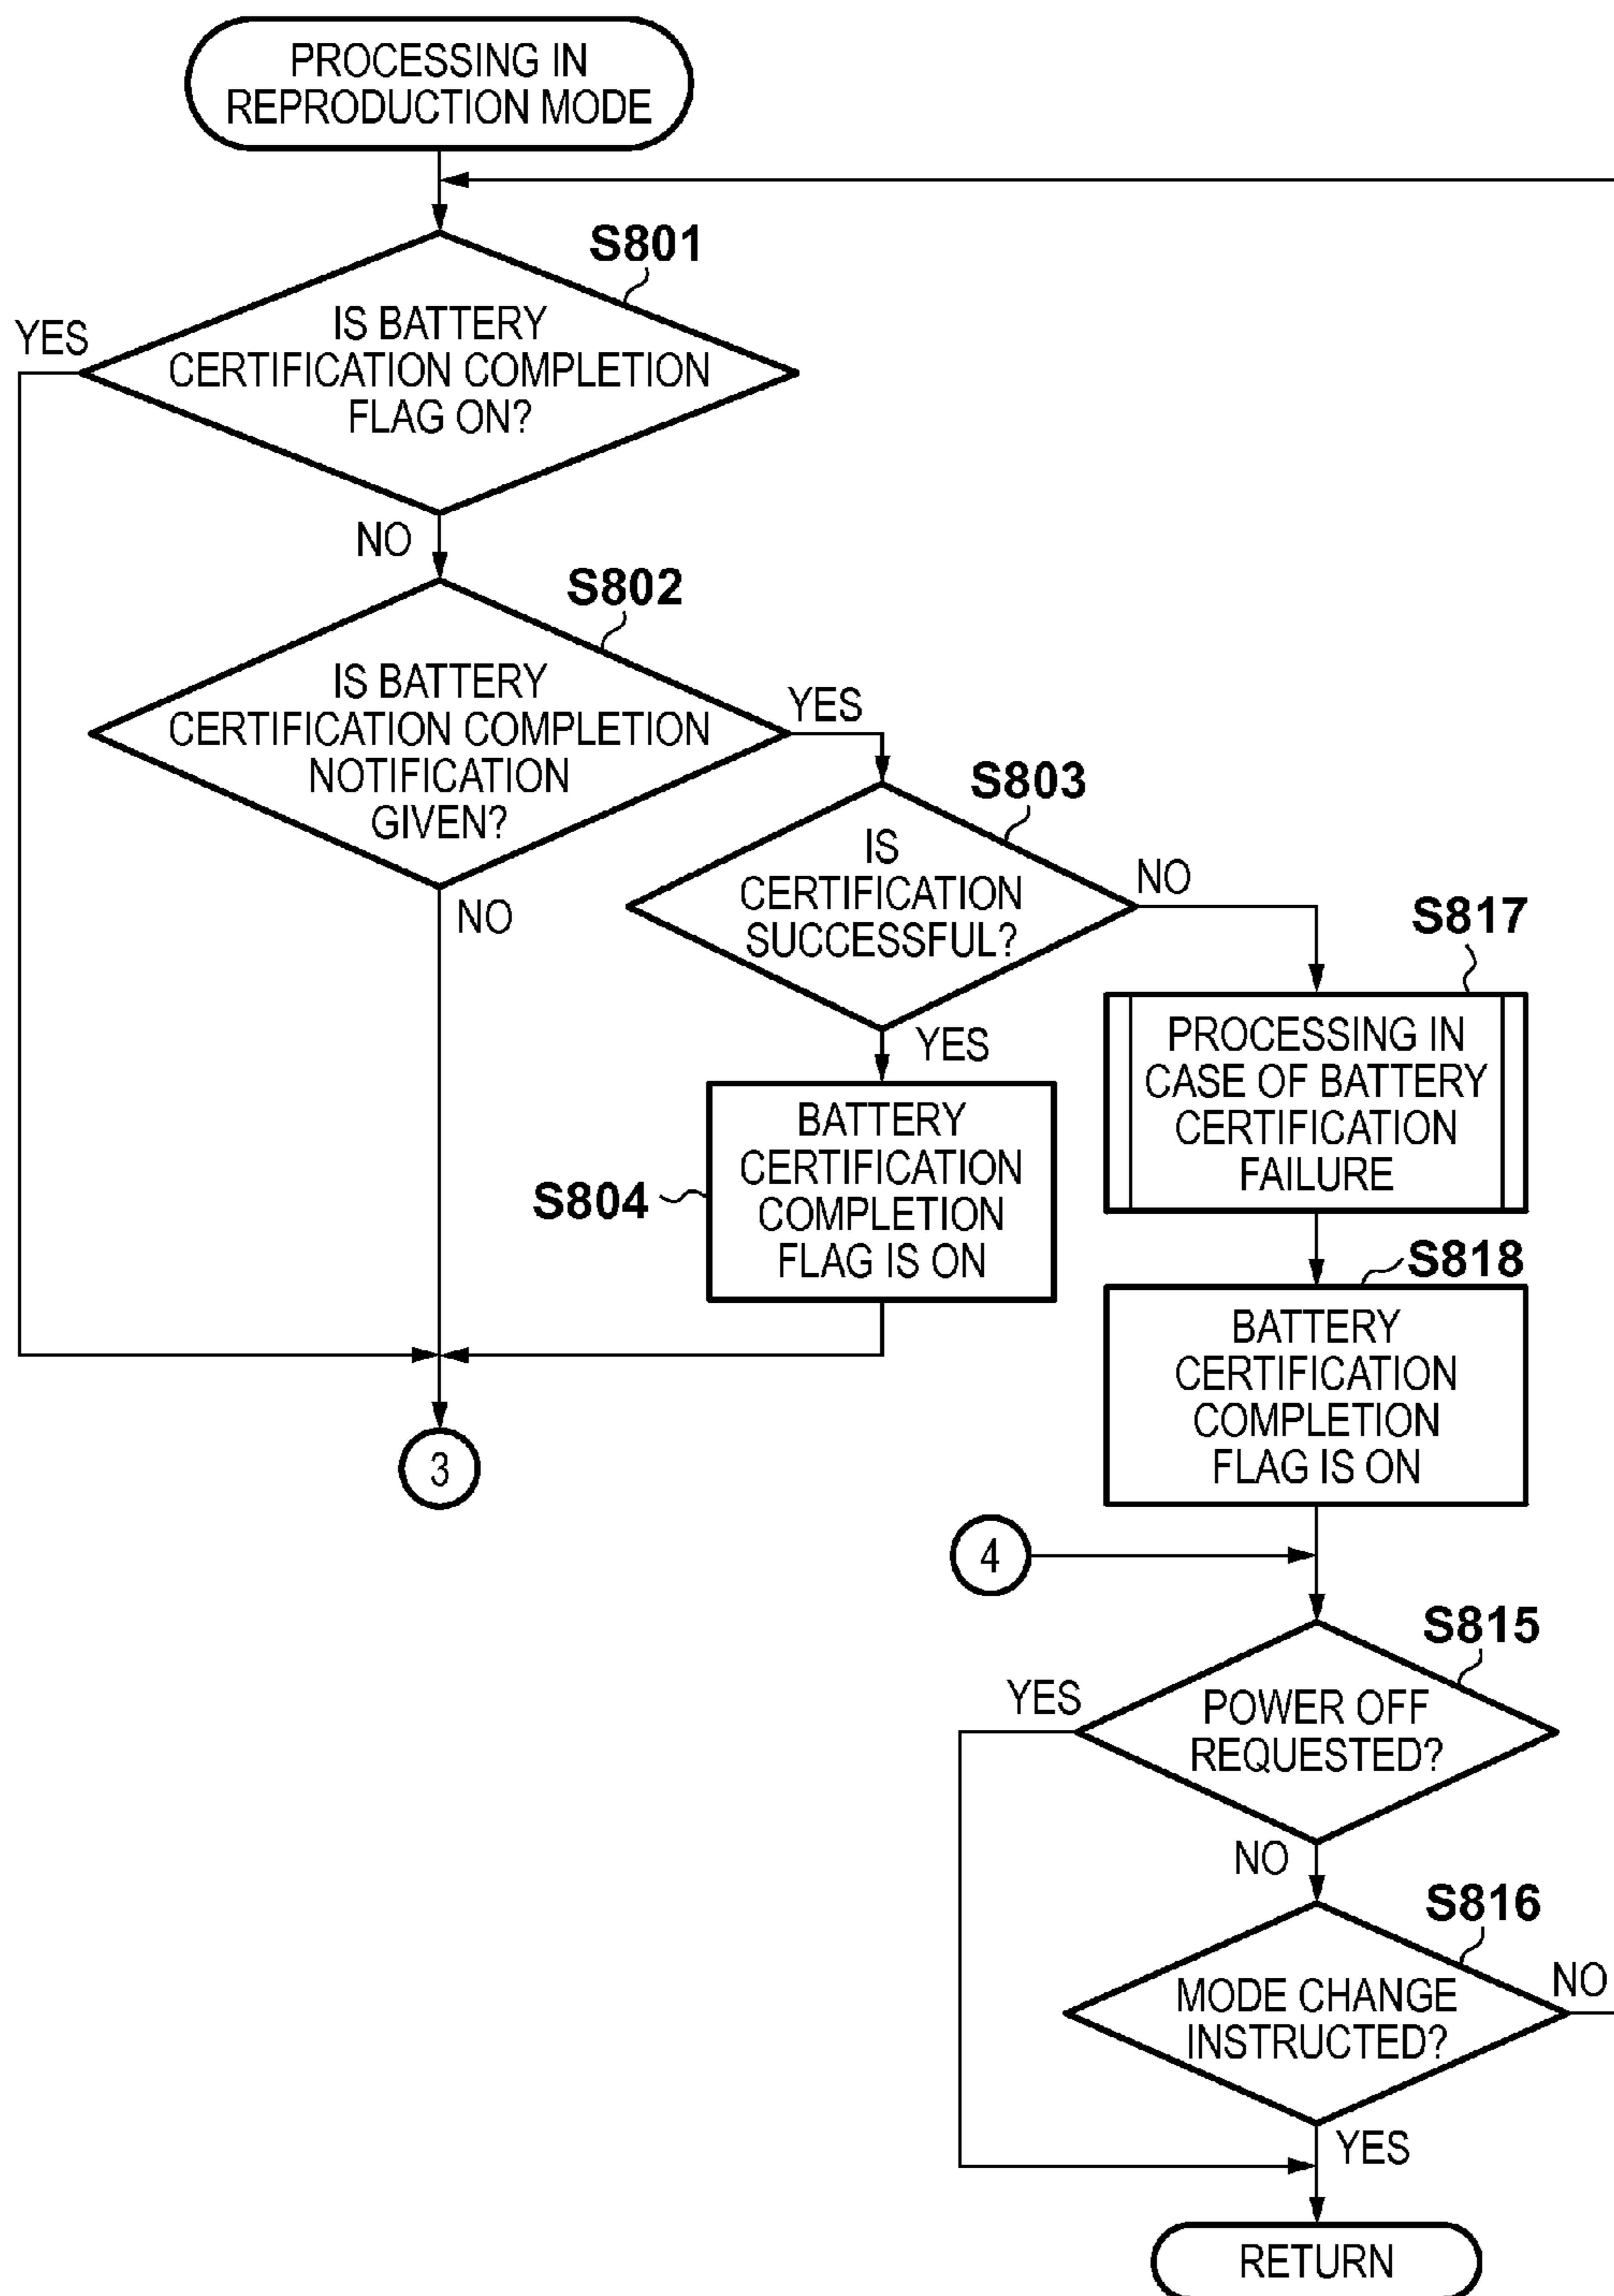 PROCESSING IN
REPRODUCTION MODE
S801
YES
IS BATTERY
CERTIFICATION COMPLETION
FLAG ON?
NO
S802
IS BATTERY
CERTIFICATION COMPLETION
NOTIFICATION
GIVEN?
YES
NO
S803
IS
CERTIFICATION
SUCCESSFUL?
NO
YES
S817
PROCESSING IN
CASE OF BATTERY
CERTIFICATION
FAILURE
S804
BATTERY
CERTIFICATION
COMPLETION
FLAG IS ON
S818
BATTERY
CERTIFICATION
COMPLETION
FLAG IS ON
3
4
S815
YES
POWER OFF
REQUESTED?
NO
S816
MODE CHANGE
INSTRUCTED?
NO
YES
RETURN